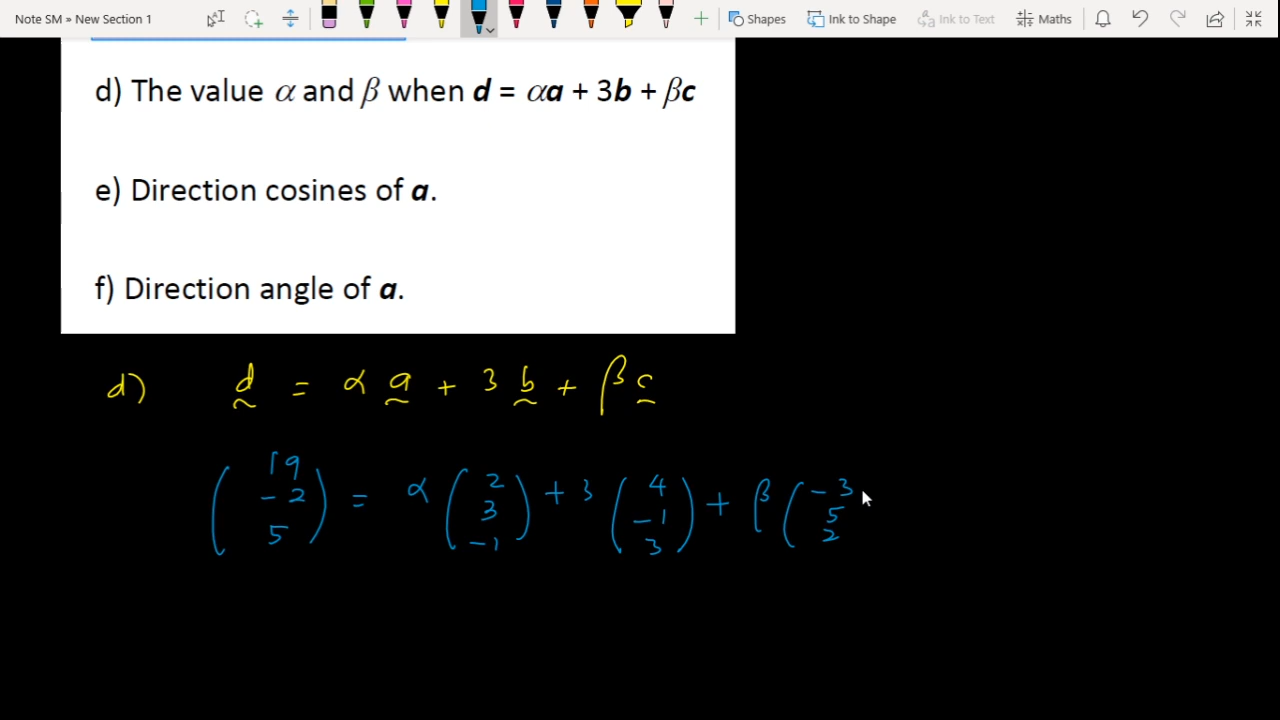 Note SM » New Section 1 Shapes Ink to Shape Ink to Text Maths
d) The value α and β when d = αa + 3b + βc
e) Direction cosines of a.
f) Direction angle of a.
d) d = α a + 3 b + β c
( 19 -2 5 ) = α ( 2 3 -1 ) + 3 ( 4 -1 3 ) + β ( -3 5 2